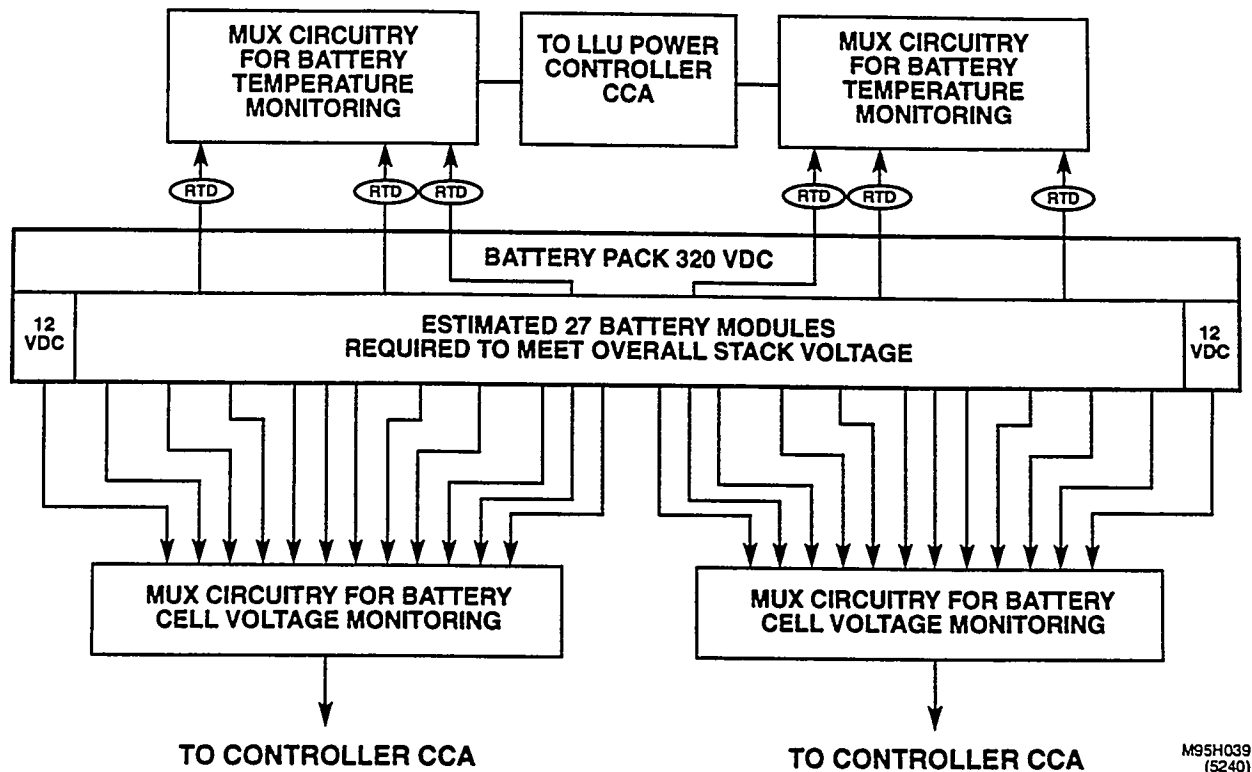 MUX CIRCUITRY
FOR BATTERY
TEMPERATURE
MONITORING
TO LLU POWER
CONTROLLER
CCA
MUX CIRCUITRY
FOR BATTERY
TEMPERATURE
MONITORING
RTD
RTD
RTD
RTD
RTD
RTD
BATTERY PACK 320 VDC
12
VDC
ESTIMATED 27 BATTERY MODULES
REQUIRED TO MEET OVERALL STACK VOLTAGE
12
VDC
MUX CIRCUITRY FOR BATTERY
CELL VOLTAGE MONITORING
MUX CIRCUITRY FOR BATTERY
CELL VOLTAGE MONITORING
TO CONTROLLER CCA
TO CONTROLLER CCA
M95H039
(5240)